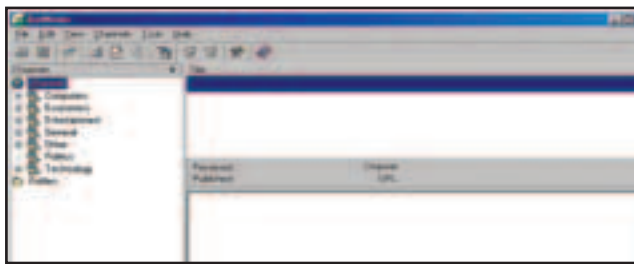 File Edit View Channels Tools Help
Channels
Title
Channels
Computers
Economics
Entertainment
General
Other
Politics
Technology
Received: Channel:
Published: URL: